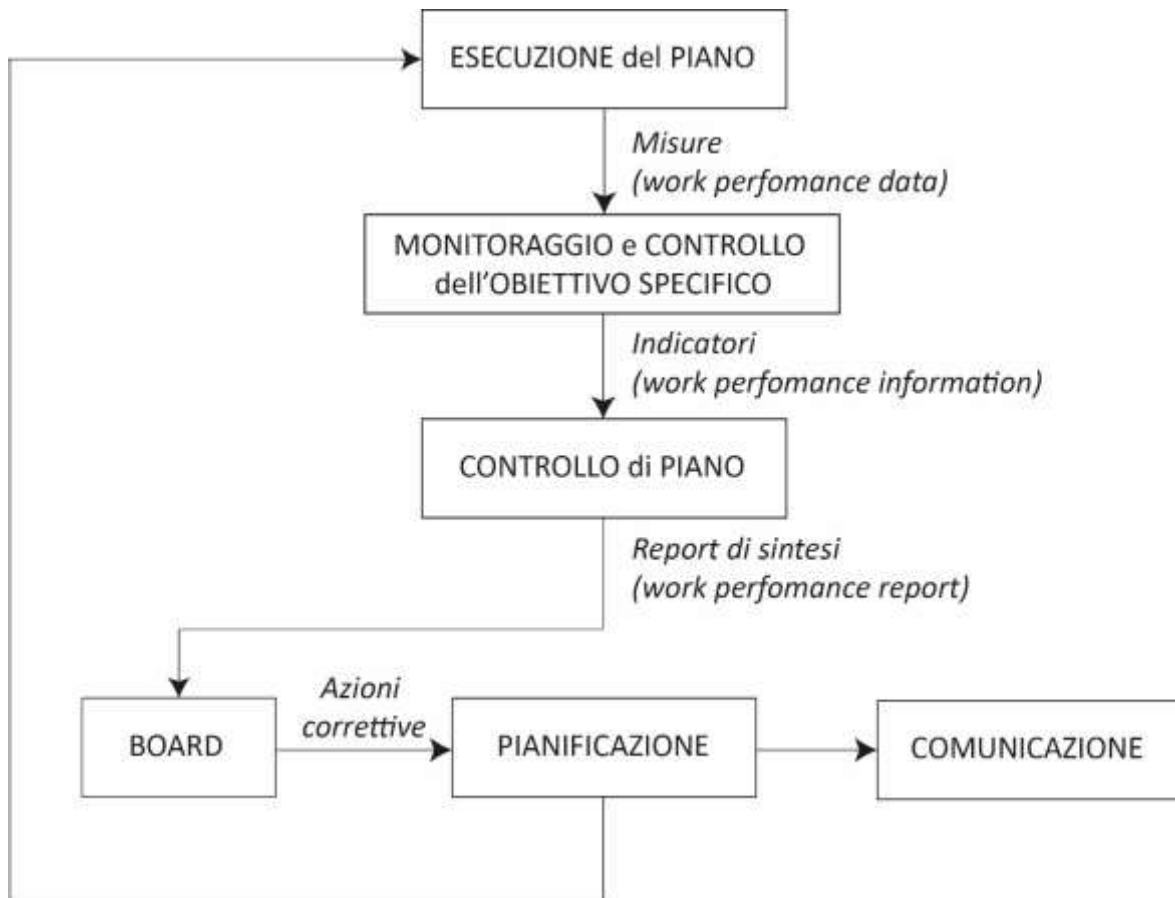 ESECUZIONE del PIANO
Misure
(work perfomance data)
MONITORAGGIO e CONTROLLO
dell'OBIETTIVO SPECIFICO
Indicatori
(work perfomance information)
CONTROLLO di PIANO
Report di sintesi
(work perfomance report)
Azioni
correttive
BOARD
PIANIFICAZIONE
COMUNICAZIONE